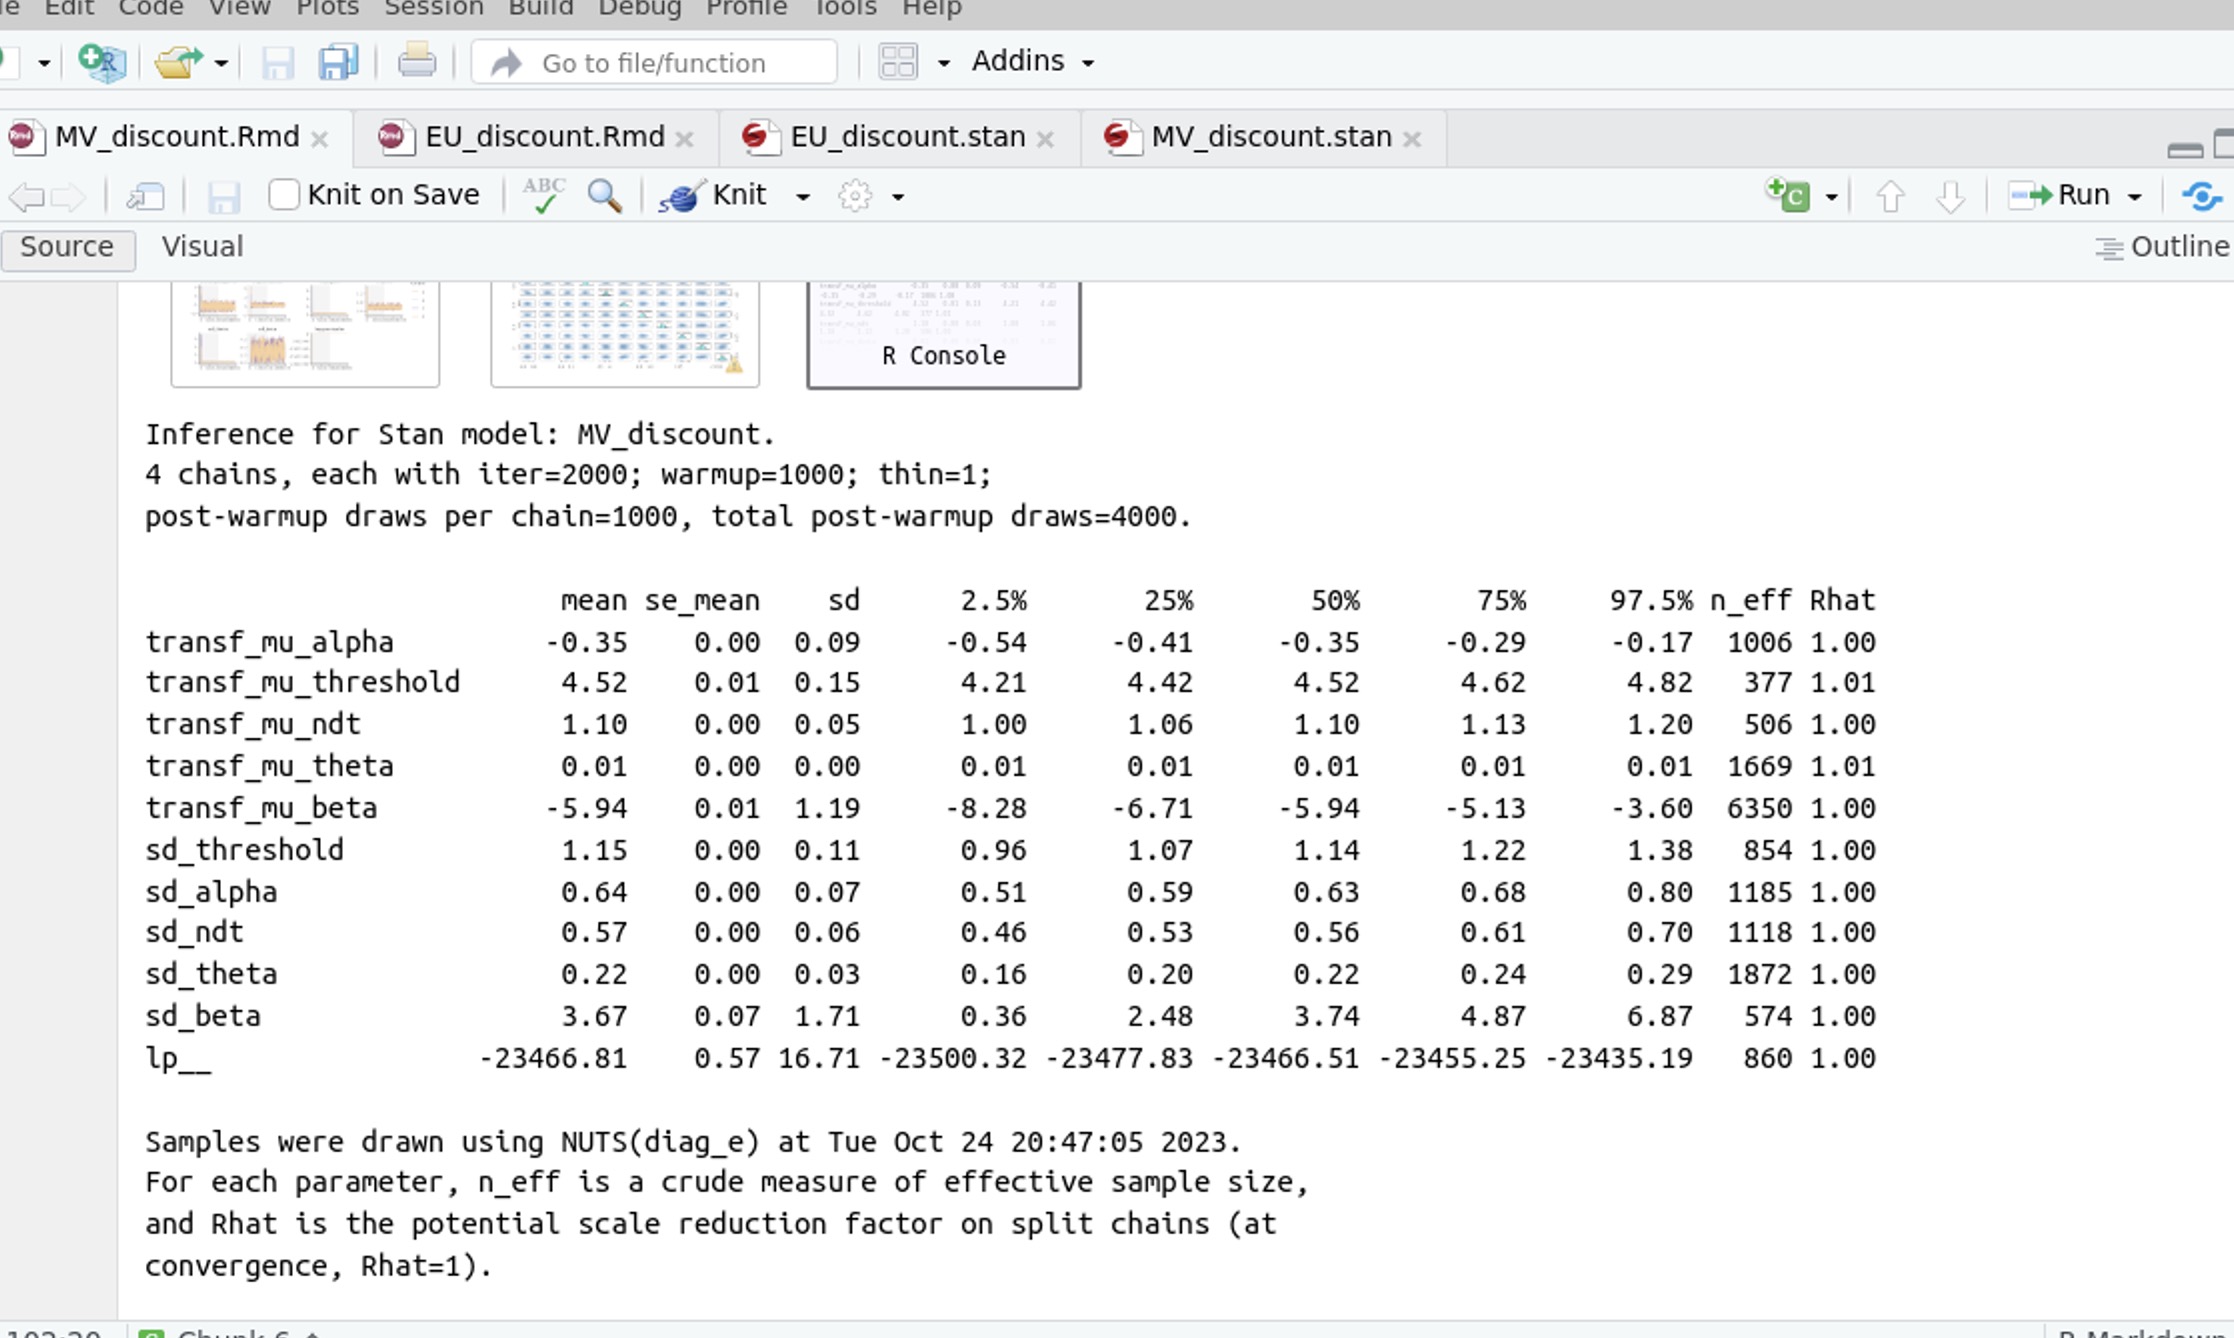 Edit Code View Plots Session Build Debug Profile Tools Help
Go to file/function Addins
MV_discount.Rmd EU_discount.Rmd EU_discount.stan MV_discount.stan
Knit on Save ABC Knit Run
Source Visual Outline
R Console
Inference for Stan model: MV_discount.
4 chains, each with iter=2000; warmup=1000; thin=1;
post-warmup draws per chain=1000, total post-warmup draws=4000.
mean se_mean sd 2.5% 25% 50% 75% 97.5% n_eff Rhat
transf_mu_alpha -0.35 0.00 0.09 -0.54 -0.41 -0.35 -0.29 -0.17 1006 1.00
transf_mu_threshold 4.52 0.01 0.15 4.21 4.42 4.52 4.62 4.82 377 1.01
transf_mu_ndt 1.10 0.00 0.05 1.00 1.06 1.10 1.13 1.20 506 1.00
transf_mu_theta 0.01 0.00 0.00 0.01 0.01 0.01 0.01 0.01 1669 1.01
transf_mu_beta -5.94 0.01 1.19 -8.28 -6.71 -5.94 -5.13 -3.60 6350 1.00
sd_threshold 1.15 0.00 0.11 0.96 1.07 1.14 1.22 1.38 854 1.00
sd_alpha 0.64 0.00 0.07 0.51 0.59 0.63 0.68 0.80 1185 1.00
sd_ndt 0.57 0.00 0.06 0.46 0.53 0.56 0.61 0.70 1118 1.00
sd_theta 0.22 0.00 0.03 0.16 0.20 0.22 0.24 0.29 1872 1.00
sd_beta 3.67 0.07 1.71 0.36 2.48 3.74 4.87 6.87 574 1.00
lp__ -23466.81 0.57 16.71 -23500.32 -23477.83 -23466.51 -23455.25 -23435.19 860 1.00
Samples were drawn using NUTS(diag_e) at Tue Oct 24 20:47:05 2023.
For each parameter, n_eff is a crude measure of effective sample size,
and Rhat is the potential scale reduction factor on split chains (at
convergence, Rhat=1).
Chunk 6 R Markdown